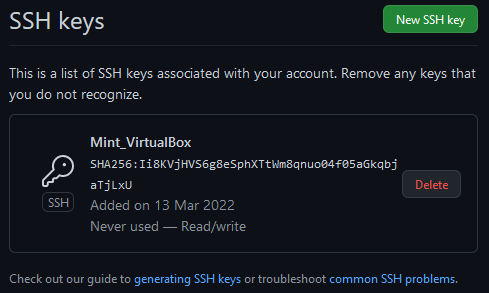 SSH keys
New SSH key
This is a list of SSH keys associated with your account. Remove any keys that
you do not recognize.
Mint_VirtualBox
SHA256:Ii8KVjHVS6g8eSphXTtWm8qnuo04f05aGkqbj
aTjLxU
SSH
Added on 13 Mar 2022
Never used — Read/write
Delete
Check out our guide to generating SSH keys or troubleshoot common SSH problems.